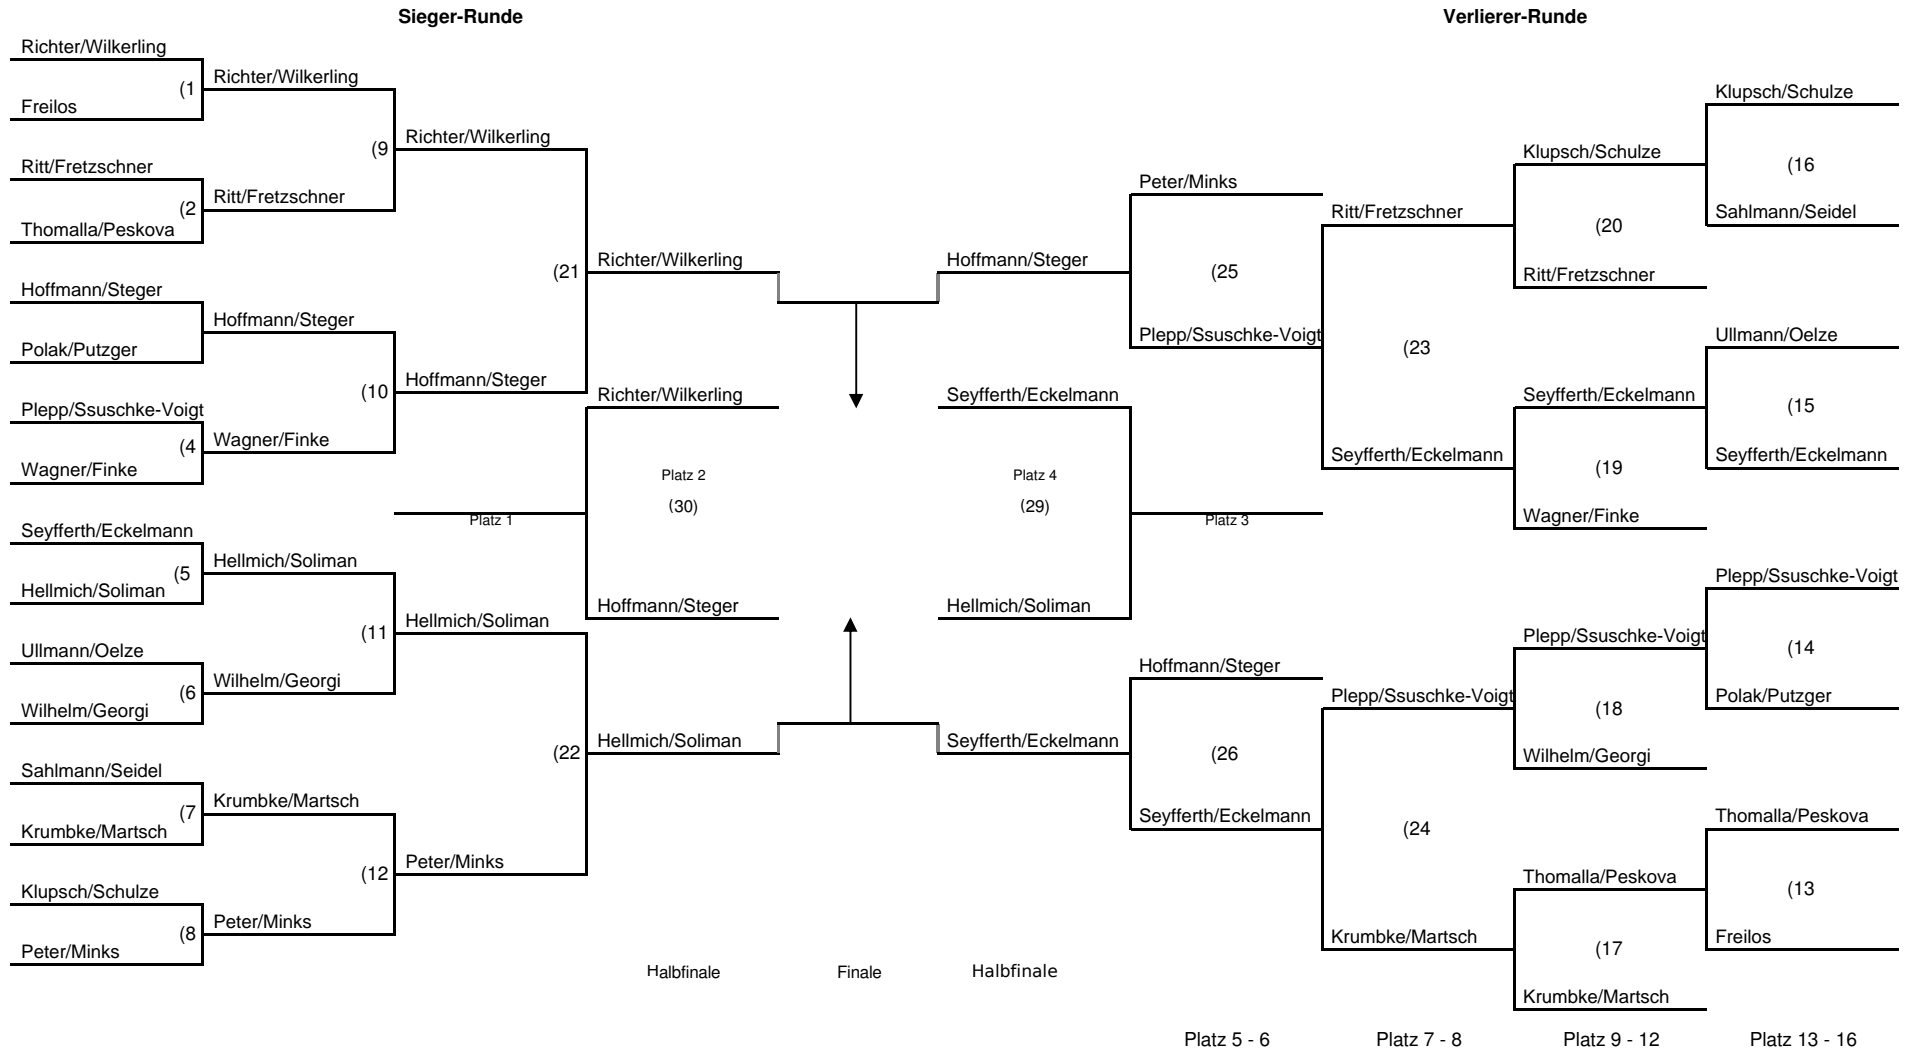 Sieger-Runde
Verlierer-Runde
Richter/Wilkerling
(1
Freilos
Ritt/Fretzschner
(2
Thomalla/Peskova
Hoffmann/Steger
Polak/Putzger
Plepp/Ssuschke-Voigt
(4
Wagner/Finke
Seyfferth/Eckelmann
(5
Hellmich/Soliman
Ullmann/Oelze
(6
Wilhelm/Georgi
Sahlmann/Seidel
(7
Krumbke/Martsch
Klupsch/Schulze
(8
Peter/Minks
Richter/Wilkerling
(9
Ritt/Fretzschner
Hoffmann/Steger
(10
Wagner/Finke
Hellmich/Soliman
(11
Wilhelm/Georgi
Krumbke/Martsch
(12
Peter/Minks
Richter/Wilkerling
(21
Hoffmann/Steger
Platz 1
Hellmich/Soliman
(22
Peter/Minks
Richter/Wilkerling
Richter/Wilkerling
Platz 2
(30)
Hoffmann/Steger
Hellmich/Soliman
Halbfinale
Finale
Hoffmann/Steger
Seyfferth/Eckelmann
Platz 4
(29)
Hellmich/Soliman
Seyfferth/Eckelmann
Halbfinale
Peter/Minks
(25
Plepp/Ssuschke-Voigt
Platz 3
Hoffmann/Steger
(26
Seyfferth/Eckelmann
Platz 5 - 6
Ritt/Fretzschner
(23
Seyfferth/Eckelmann
Plepp/Ssuschke-Voigt
(24
Krumbke/Martsch
Platz 7 - 8
Klupsch/Schulze
(20
Ritt/Fretzschner
Seyfferth/Eckelmann
(19
Wagner/Finke
Plepp/Ssuschke-Voigt
(18
Wilhelm/Georgi
Thomalla/Peskova
(17
Krumbke/Martsch
Platz 9 - 12
Klupsch/Schulze
(16
Sahlmann/Seidel
Ullmann/Oelze
(15
Seyfferth/Eckelmann
Plepp/Ssuschke-Voigt
(14
Polak/Putzger
Thomalla/Peskova
(13
Freilos
Platz 13 - 16